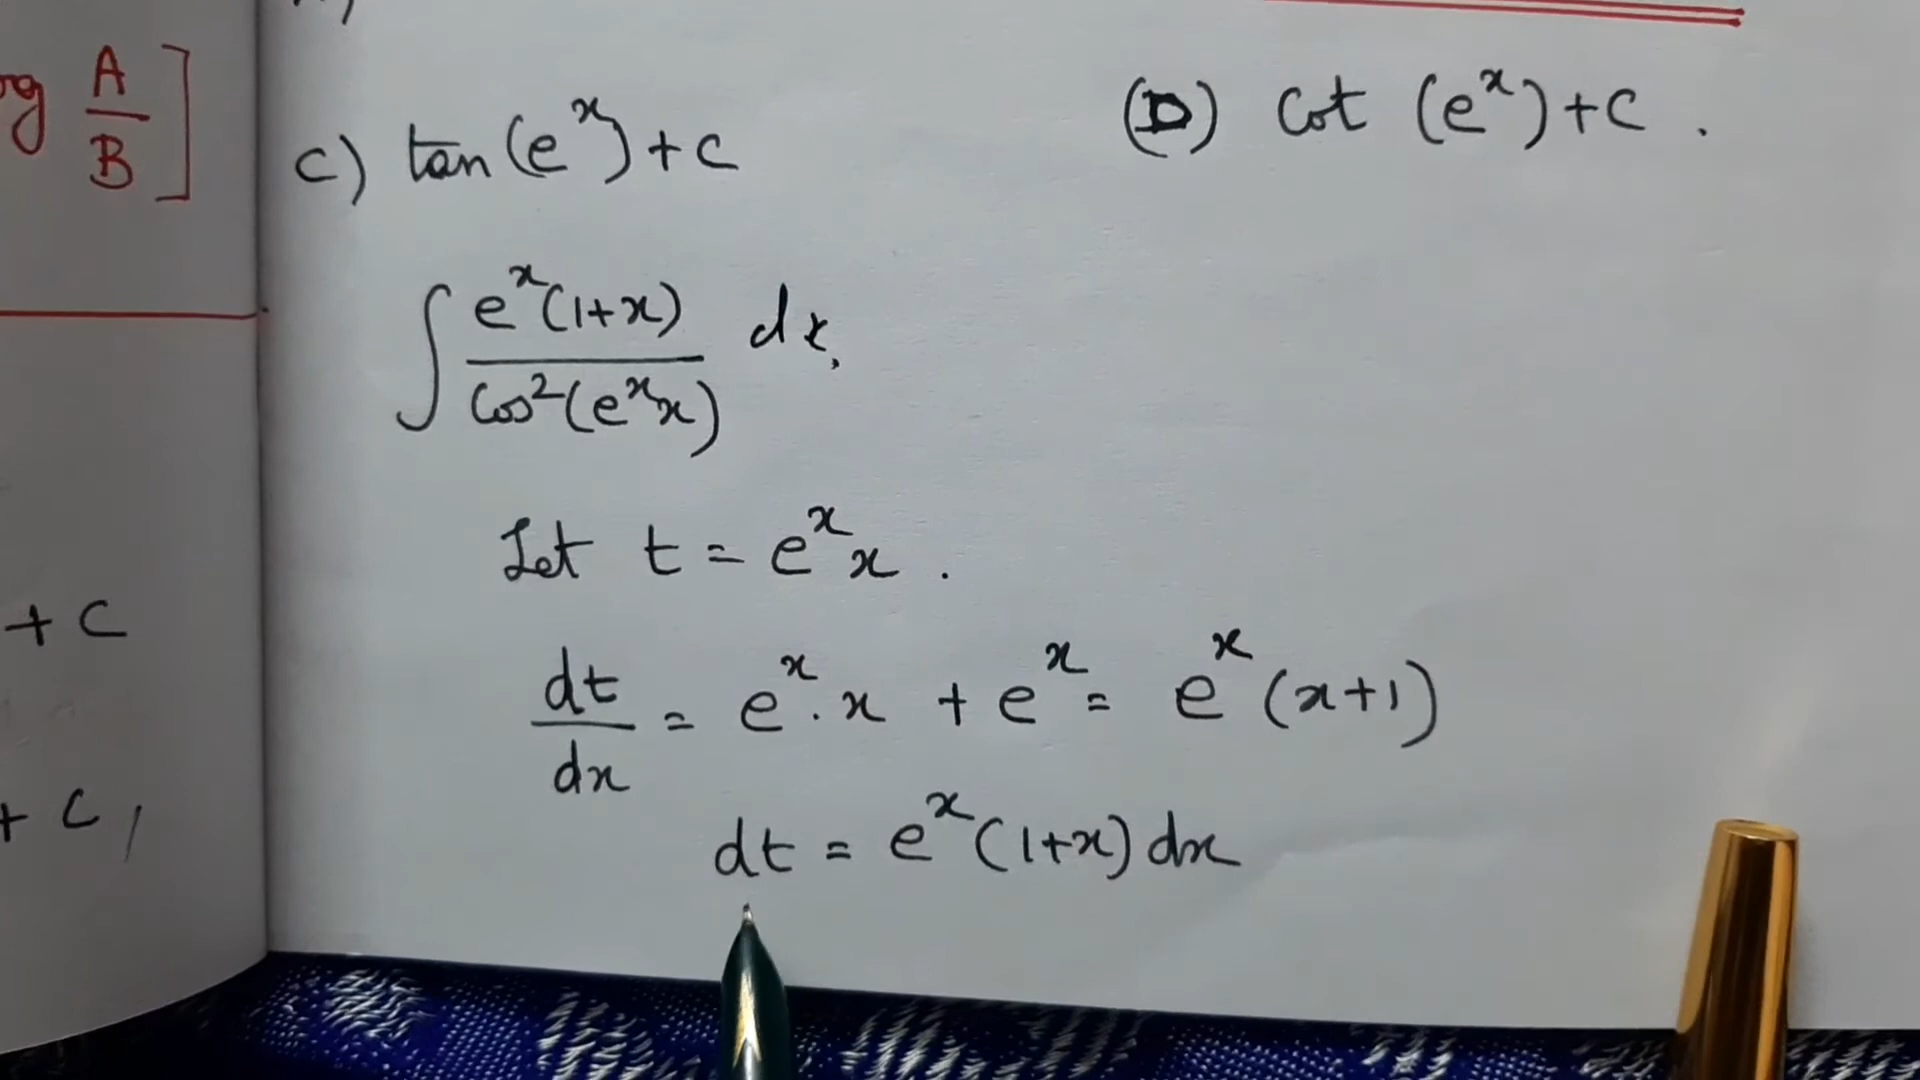 A
B ]
C) tan (e^x) + C
(D) Cot (e^x) + C .
∫ e^x(1+x) / Cos²(e^x x) dx,
Let t = e^x x .
+ C
dt/dx = e^x . x + e^x = e^x (x+1)
+ C ,
dt = e^x (1+x) dx